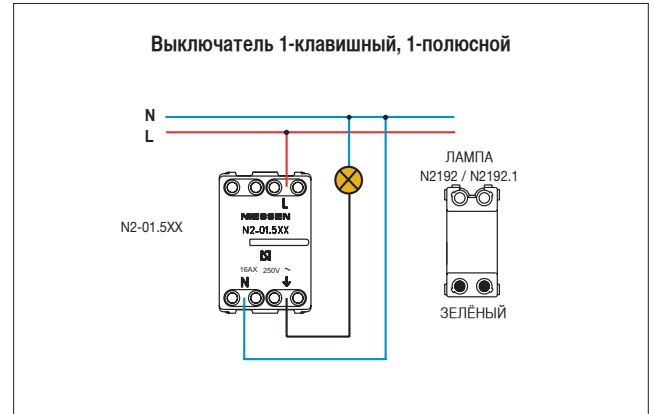 Выключатель 1-клавишный, 1-полюсной
N
L
ЛАМПА
N2192 / N2192.1
L
NIESSEN
N2-01.5XX
N2-01.5XX
16AX 250V ~
N
ЗЕЛЁНЫЙ